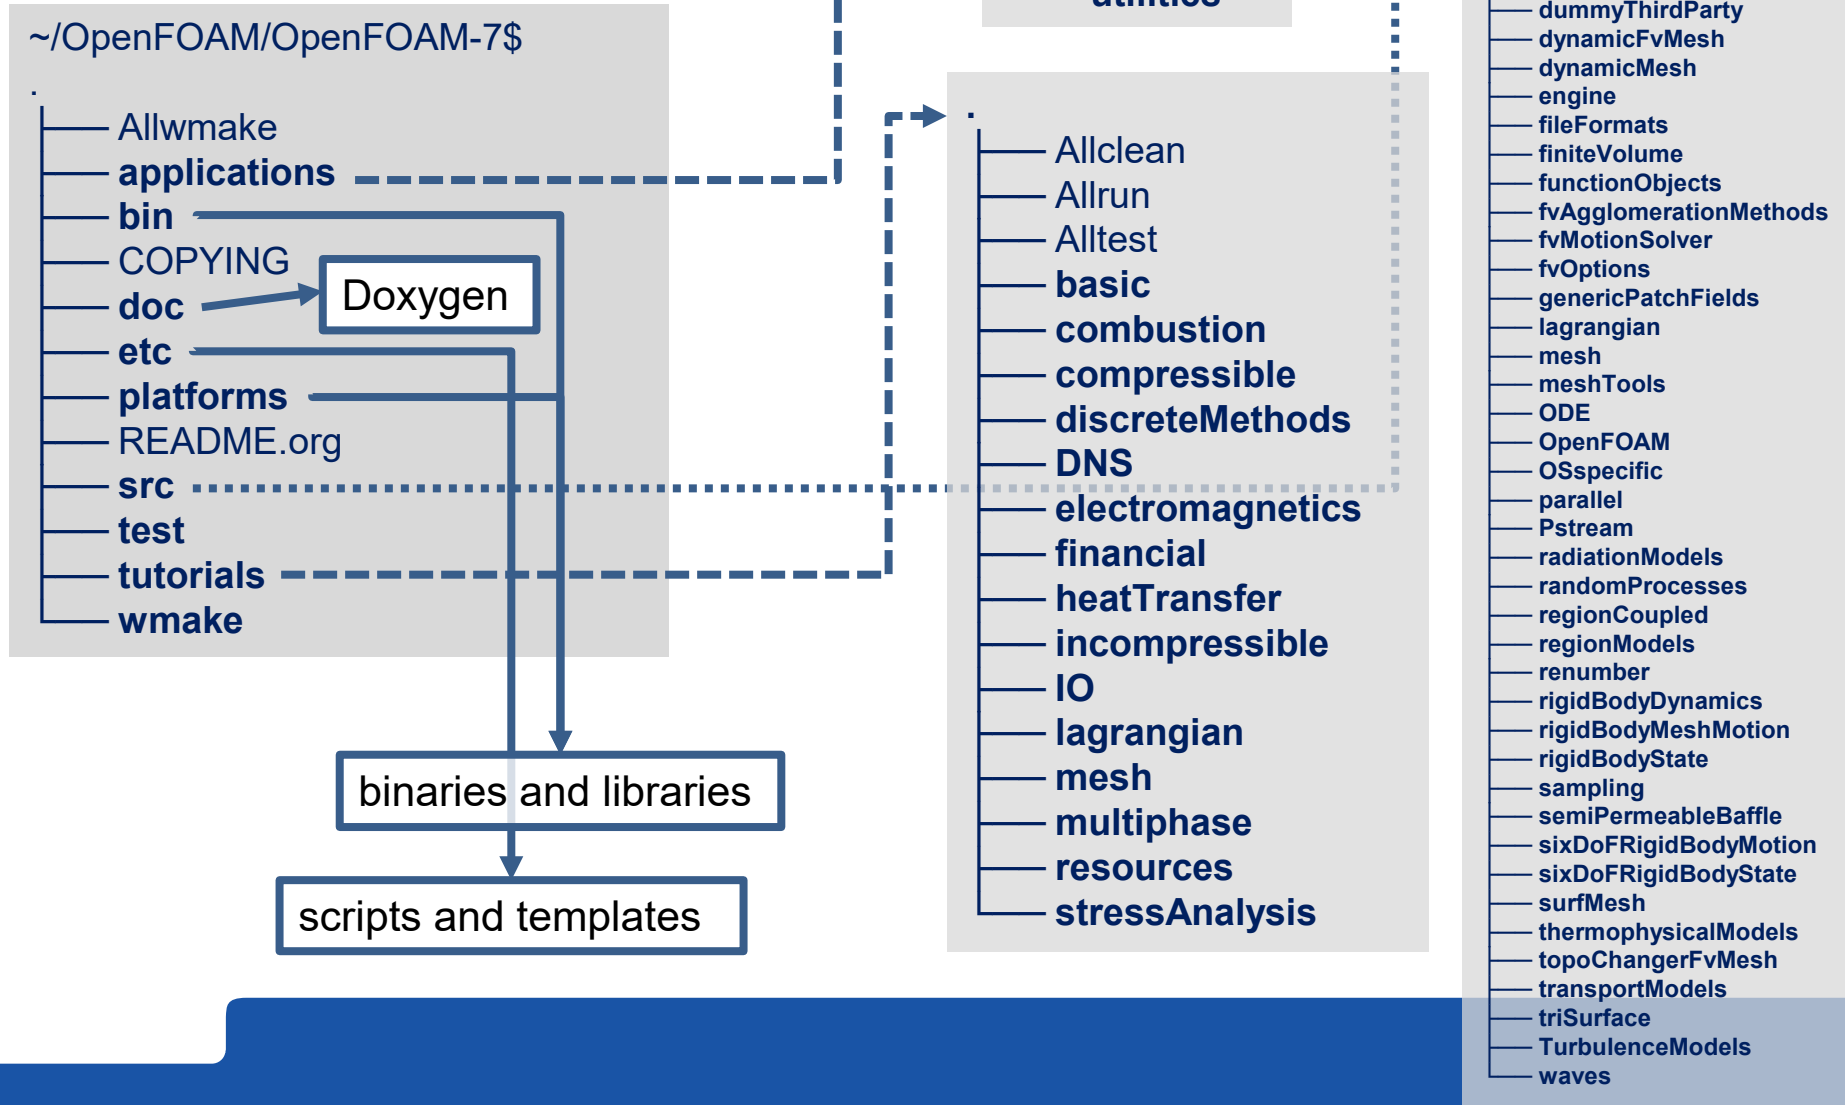 ~/OpenFOAM/OpenFOAM-7$
.
Allwmake
applications
bin
COPYING
doc
Doxygen
etc
platforms
README.org
src
test
tutorials
wmake
binaries and libraries
scripts and templates
utilities
.
Allclean
Allrun
Alltest
basic
combustion
compressible
discreteMethods
DNS
electromagnetics
financial
heatTransfer
incompressible
IO
lagrangian
mesh
multiphase
resources
stressAnalysis
dummyThirdParty
dynamicFvMesh
dynamicMesh
engine
fileFormats
finiteVolume
functionObjects
fvAgglomerationMethods
fvMotionSolver
fvOptions
genericPatchFields
lagrangian
mesh
meshTools
ODE
OpenFOAM
OSspecific
parallel
Pstream
radiationModels
randomProcesses
regionCoupled
regionModels
renumber
rigidBodyDynamics
rigidBodyMeshMotion
rigidBodyState
sampling
semiPermeableBaffle
sixDoFRigidBodyMotion
sixDoFRigidBodyState
surfMesh
thermophysicalModels
topoChangerFvMesh
transportModels
triSurface
TurbulenceModels
waves